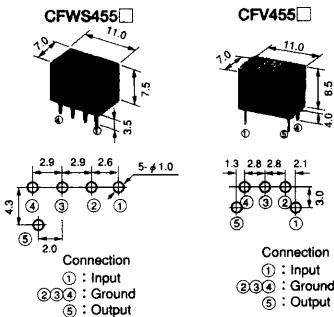 CFWS455□
CFV455□
7.0
11.0
7.5
3.5
④
①
7.0
11.0
8.5
4.0
①
⑤
④
2.9 2.9 2.6
5-φ1.0
4.3
④ ③ ② ①
⑤
2.0
1.3 2.8 2.8 2.1
④ ③ ②
⑤ ①
3.0
Connection
① : Input
②③④ : Ground
⑤ : Output
Connection
① : Input
②③④ : Ground
⑤ : Output